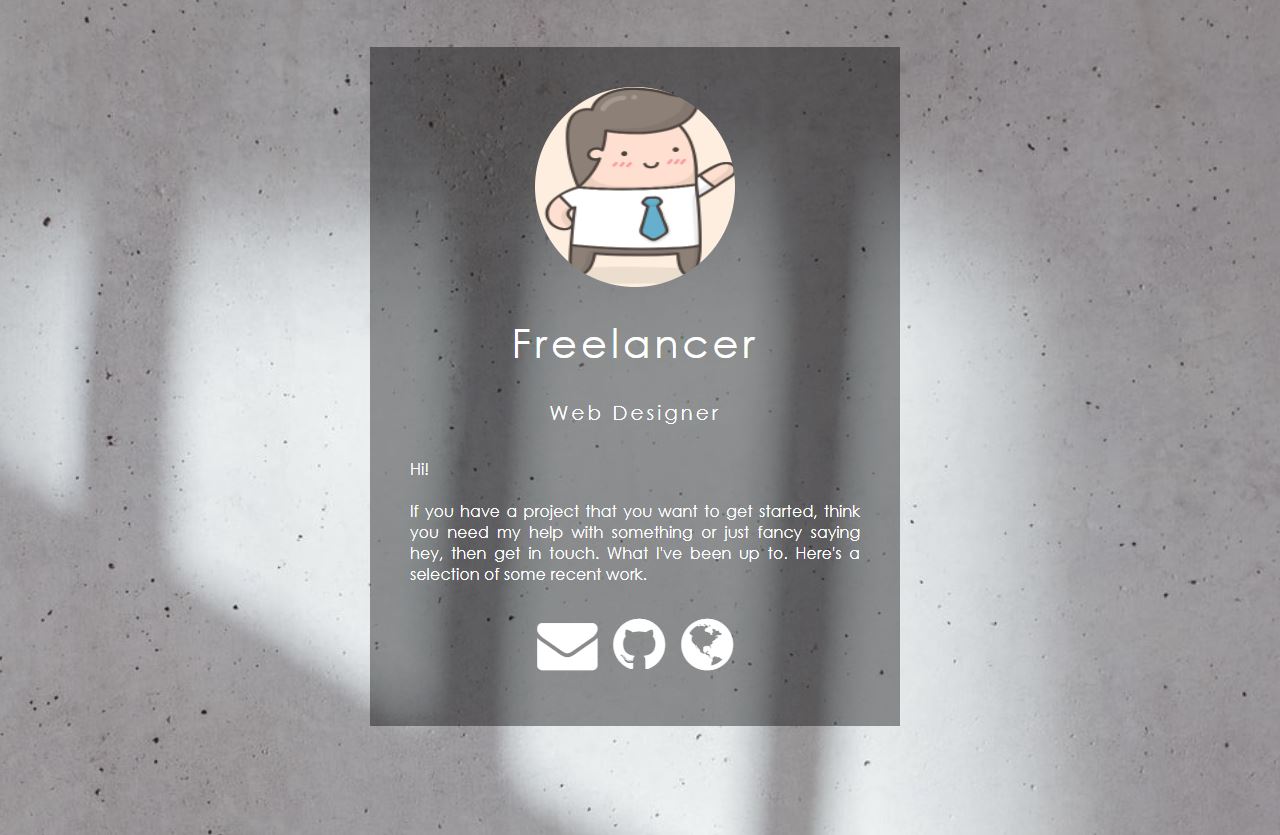 Freelancer
Web Designer
Hi!
If you have a project that you want to get started, think
you need my help with something or just fancy saying
hey, then get in touch. What I've been up to. Here's a
selection of some recent work.